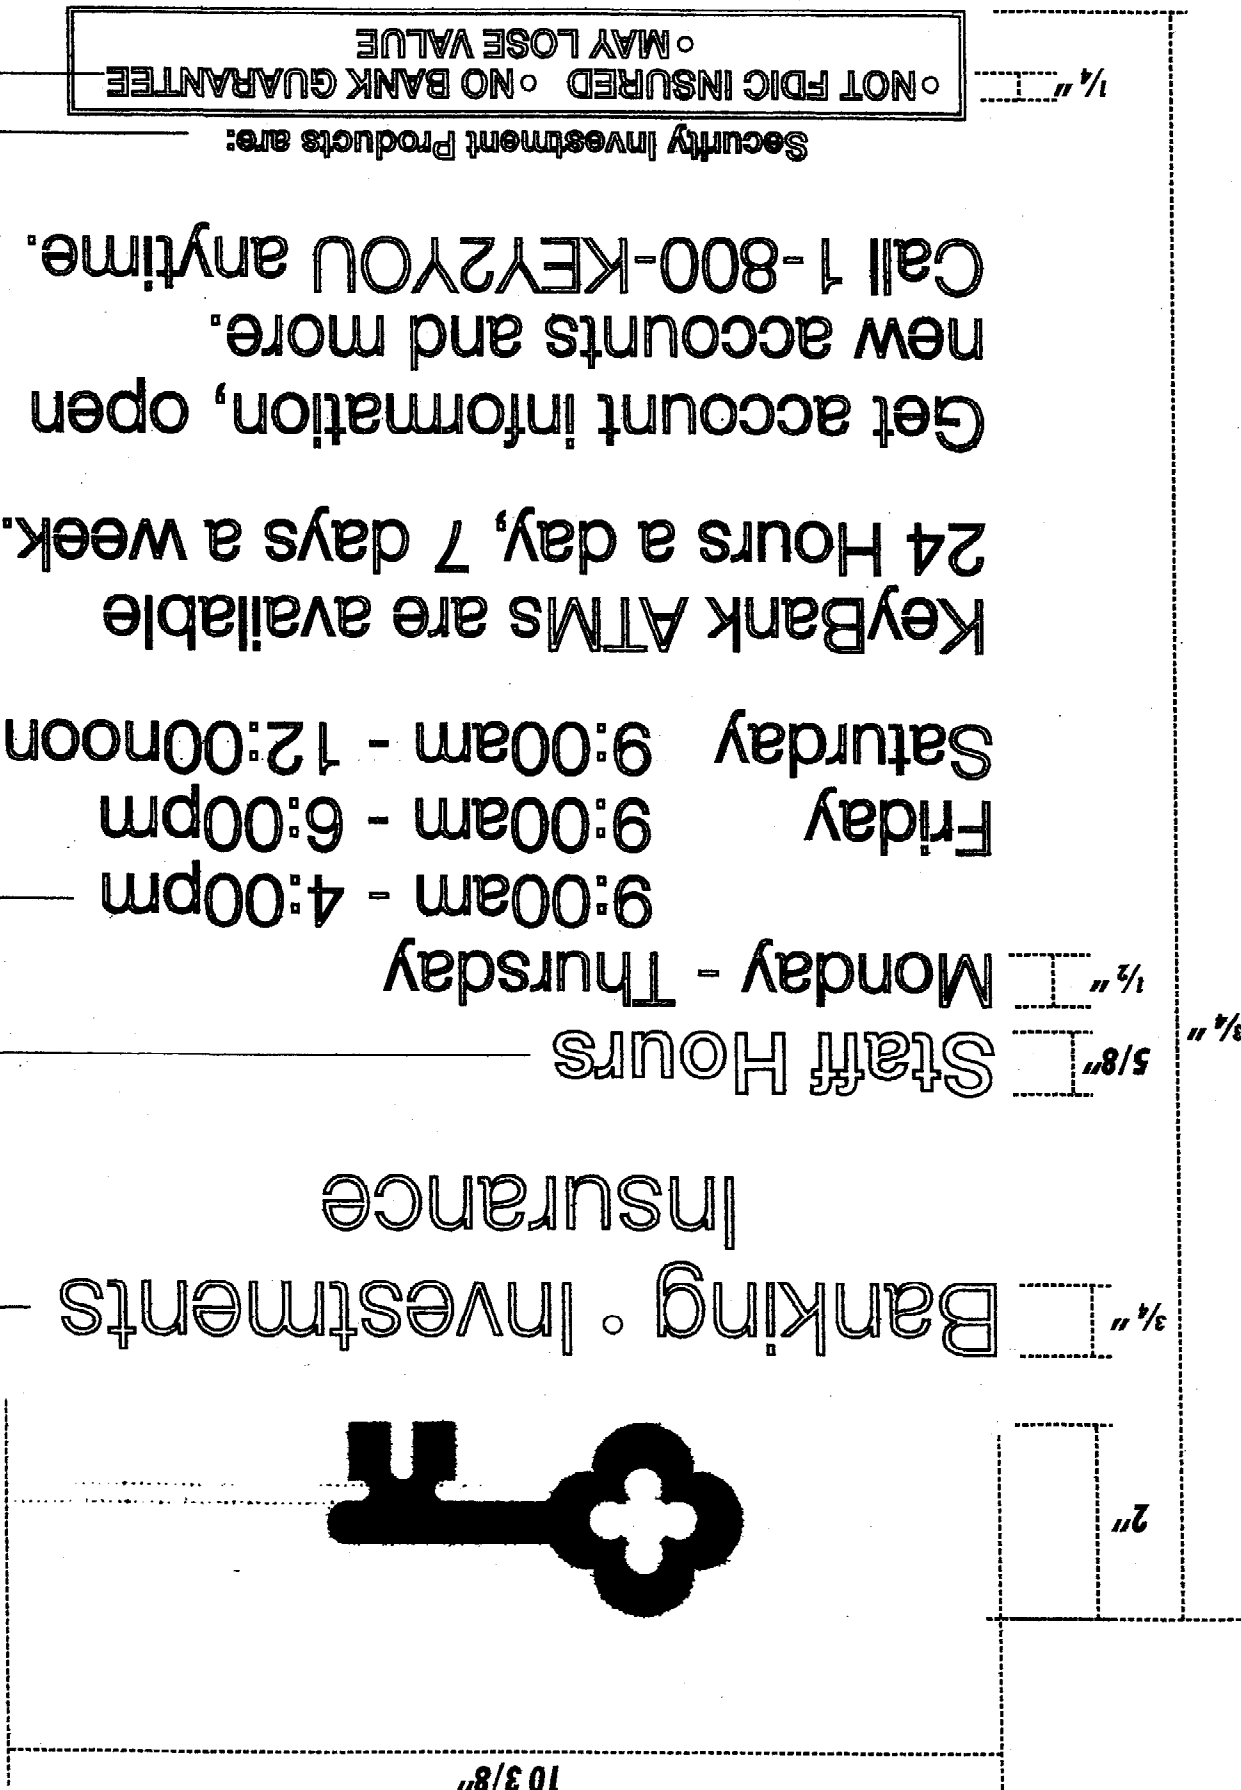 10 3/8"
2"
3/4"
Banking • Investments
Insurance
5/8"
Staff Hours
3/4"
1/2"
Monday - Thursday
9:00am - 4:00pm
Friday 9:00am - 6:00pm
Saturday 9:00am - 12:00noon
KeyBank ATMs are available
24 Hours a day, 7 days a week.
Get account information, open
new accounts and more.
Call 1-800-KEY2YOU anytime.
Security Investment Products are:
1/4"
• NOT FDIC INSURED • NO BANK GUARANTEE
• MAY LOSE VALUE